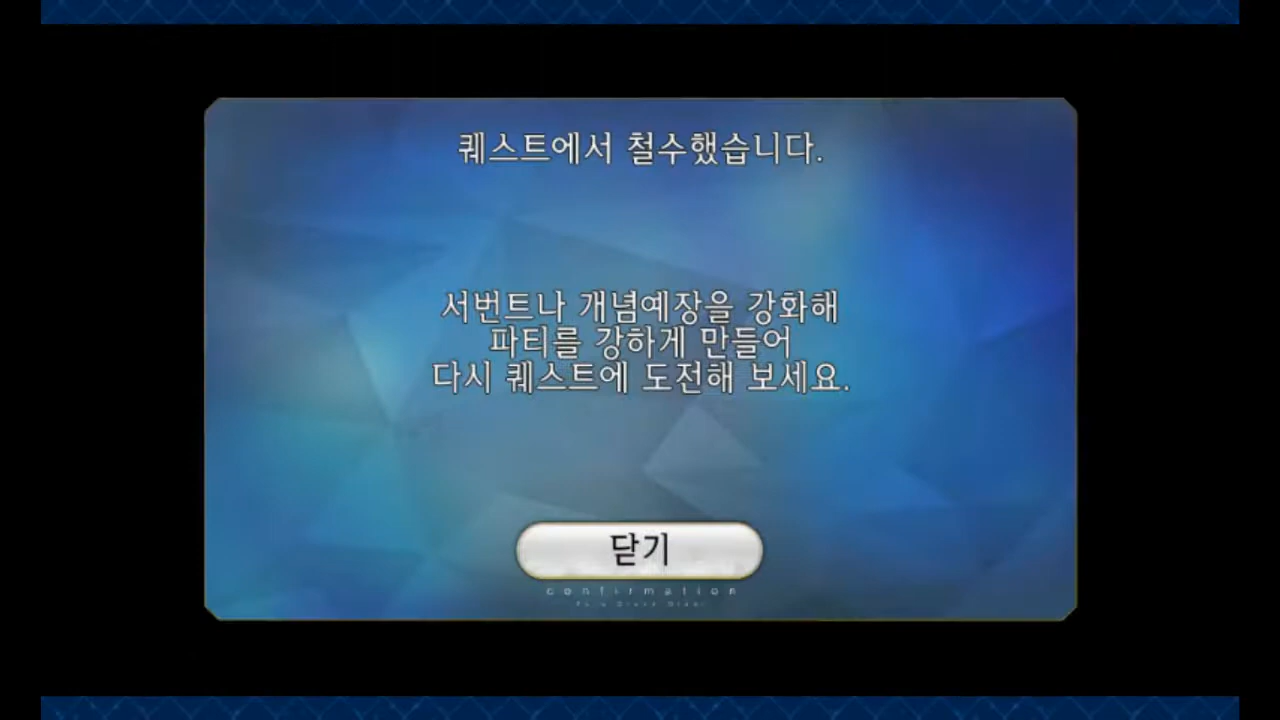 퀘스트에서 철수했습니다.
서번트나 개념예장을 강화해
파티를 강하게 만들어
다시 퀘스트에 도전해 보세요.
닫기
confirmation